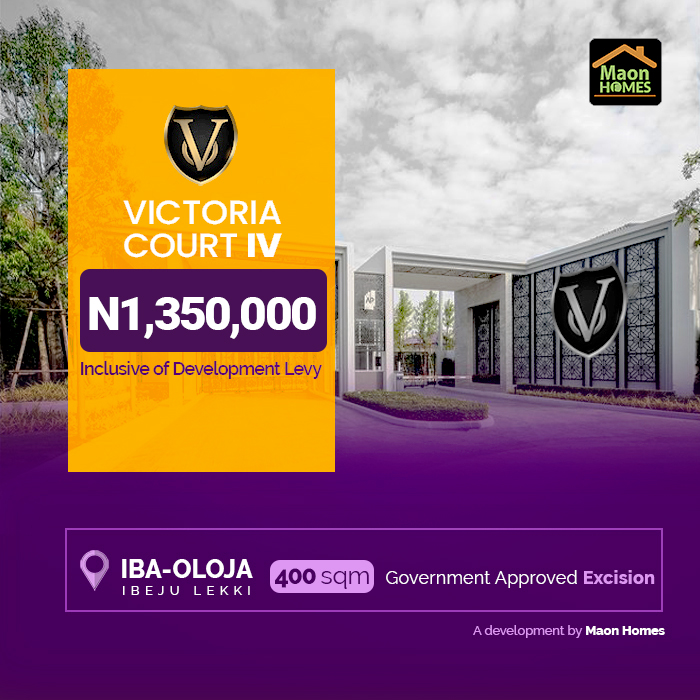 Maon
HOMES
VICTORIA
COURT IV
N1,350,000
Inclusive of Development Levy
IBA-OLOJA
IBEJU LEKKI
400 sqm
Government Approved Excision
A development by Maon Homes